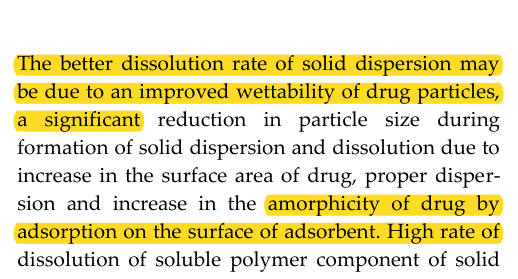 The better dissolution rate of solid dispersion may
be due to an improved wettability of drug particles,
a significant reduction in particle size during
formation of solid dispersion and dissolution due to
increase in the surface area of drug, proper disper-
sion and increase in the amorphicity of drug by
adsorption on the surface of adsorbent. High rate of
dissolution of soluble polymer component of solid